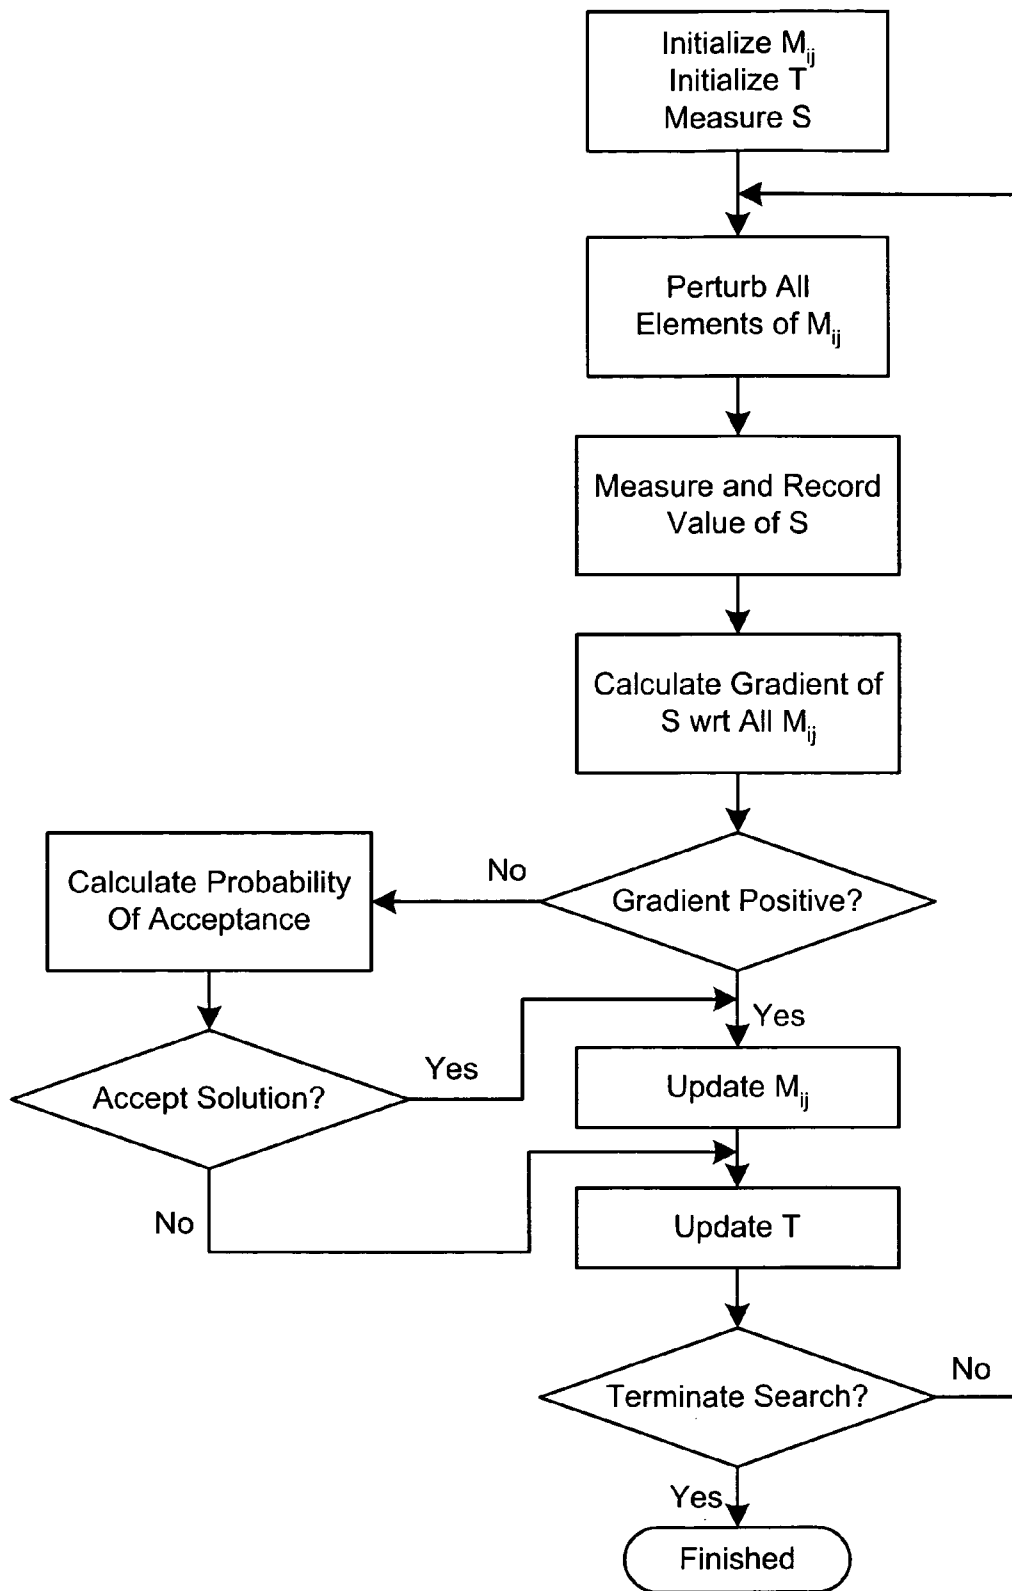 Initialize M_ij
Initialize T
Measure S
Perturb All
Elements of M_ij
Measure and Record
Value of S
Calculate Gradient of
S wrt All M_ij
Gradient Positive?
No
Calculate Probability
Of Acceptance
Yes
Accept Solution?
Yes
Update M_ij
No
Update T
Terminate Search?
No
Yes
Finished